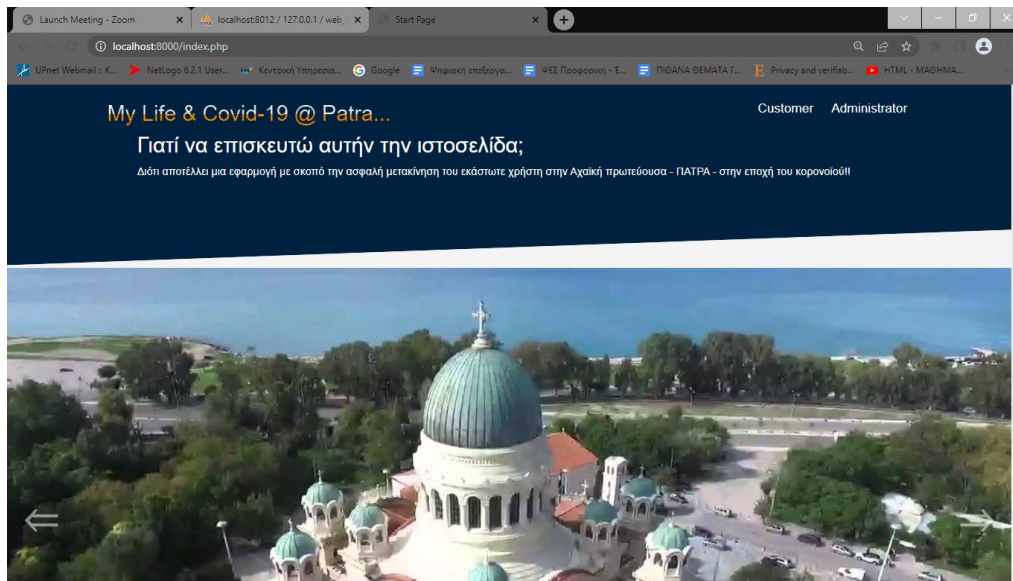 Launch Meeting - Zoom
localhost:8012 / 127.0.0.1 / web_
Start Page
localhost:8000/index.php
UPnet Webmail :: K...
NetLogo 6.2.1 User...
Κεντρική Υπηρεσία...
Google
Ψηφιακή επεξεργα...
ΨΕΣ Προφορική - Έ...
ΠΙΘΑΝΑ ΘΕΜΑΤΑ Γ...
Privacy and verifiab...
HTML - ΜΑΘΗΜΑ...
My Life & Covid-19 @ Patra...
Customer Administrator
Γιατί να επισκευτώ αυτήν την ιστοσελίδα;
Διότι αποτέλλει μια εφαρμογή με σκοπό την ασφαλή μετακίνηση του εκάστωτε χρήστη στην Αχαϊκή πρωτεύουσα - ΠΑΤΡΑ - στην εποχή του κορονοϊού!!